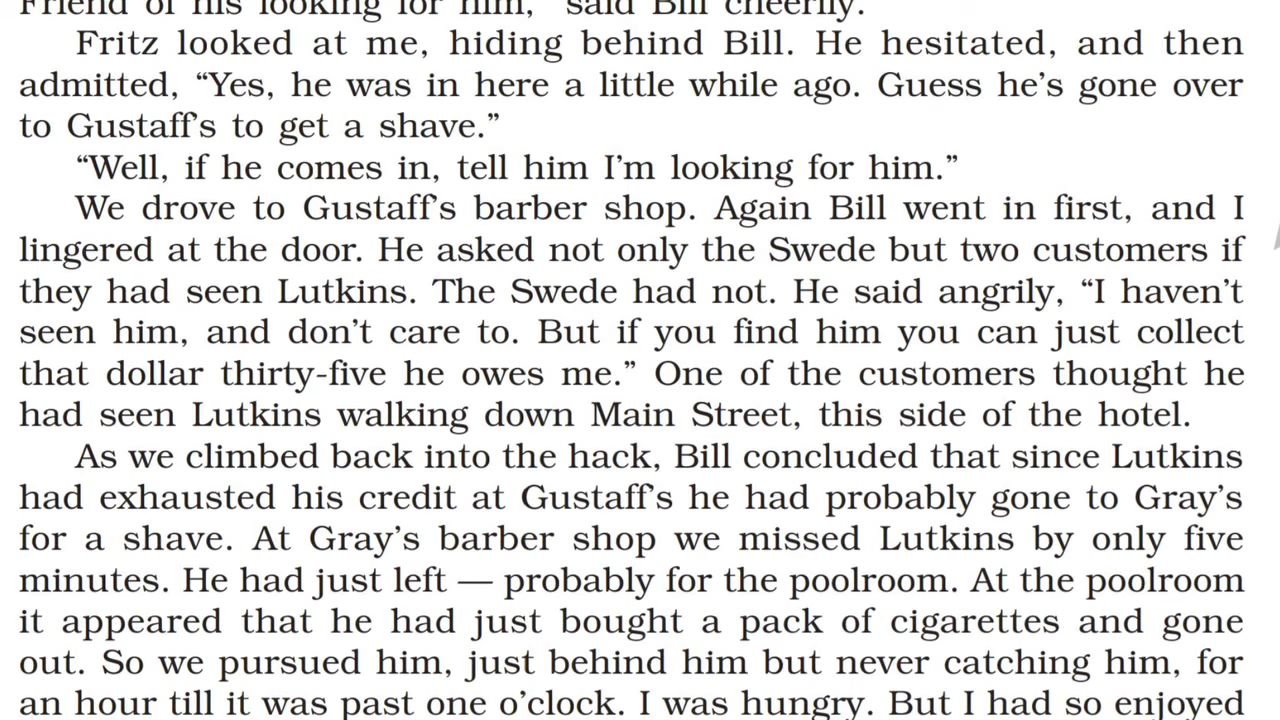 Friend of his looking for him,” said Bill cheerily.
Fritz looked at me, hiding behind Bill. He hesitated, and then
admitted, “Yes, he was in here a little while ago. Guess he’s gone over
to Gustaff’s to get a shave.”
“Well, if he comes in, tell him I’m looking for him.”
We drove to Gustaff’s barber shop. Again Bill went in first, and I
lingered at the door. He asked not only the Swede but two customers if
they had seen Lutkins. The Swede had not. He said angrily, “I haven’t
seen him, and don’t care to. But if you find him you can just collect
that dollar thirty-five he owes me.” One of the customers thought he
had seen Lutkins walking down Main Street, this side of the hotel.
As we climbed back into the hack, Bill concluded that since Lutkins
had exhausted his credit at Gustaff’s he had probably gone to Gray’s
for a shave. At Gray’s barber shop we missed Lutkins by only five
minutes. He had just left — probably for the poolroom. At the poolroom
it appeared that he had just bought a pack of cigarettes and gone
out. So we pursued him, just behind him but never catching him, for
an hour till it was past one o’clock. I was hungry. But I had so enjoyed